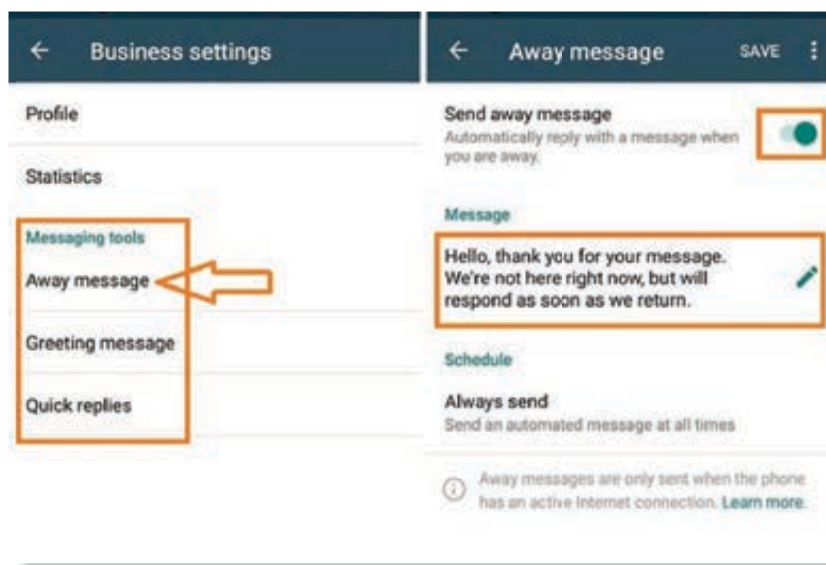 Business settings
Profile
Statistics
Messaging tools
Away message
Greeting message
Quick replies
Away message SAVE
Send away message
Automatically reply with a message when
you are away.
Message
Hello, thank you for your message.
We're not here right now, but will
respond as soon as we return.
Schedule
Always send
Send an automated message at all times
Away messages are only sent when the phone
has an active Internet connection. Learn more.